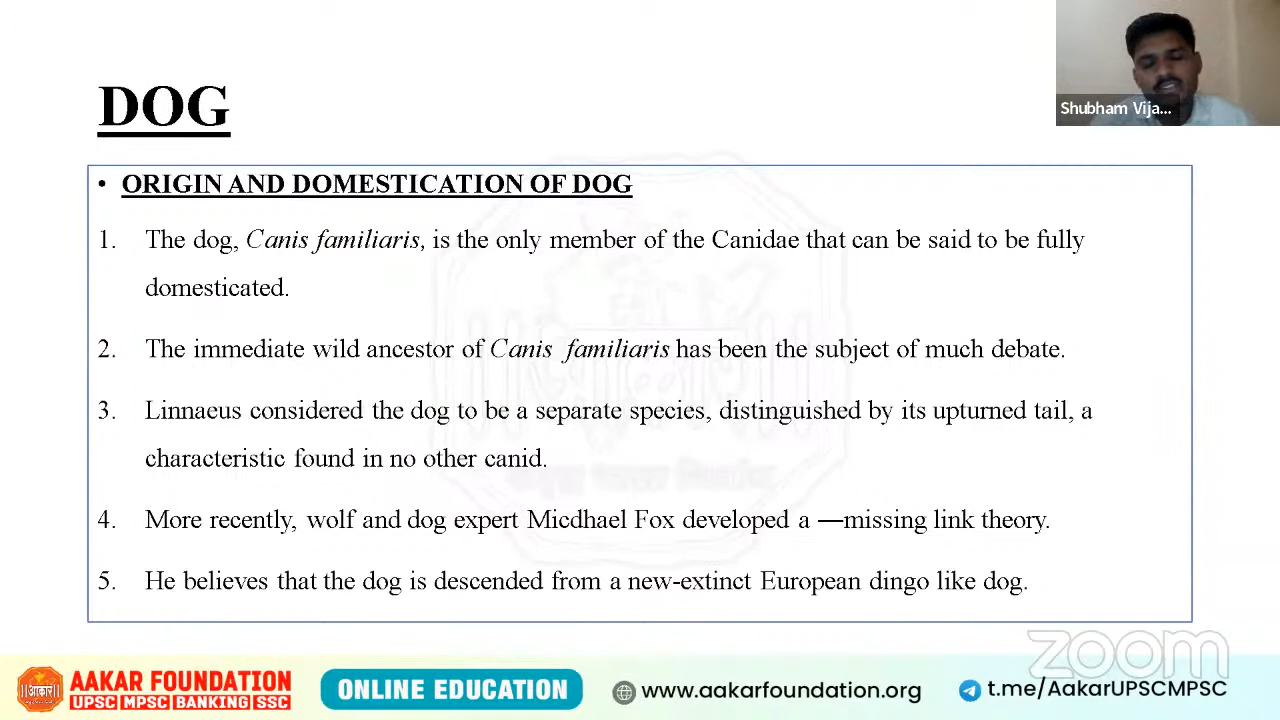 Shubham Vija...
DOG
• ORIGIN AND DOMESTICATION OF DOG
1. The dog, Canis familiaris, is the only member of the Canidae that can be said to be fully
domesticated.
2. The immediate wild ancestor of Canis familiaris has been the subject of much debate.
3. Linnaeus considered the dog to be a separate species, distinguished by its upturned tail, a
characteristic found in no other canid.
4. More recently, wolf and dog expert Micdhael Fox developed a ―missing link theory.
5. He believes that the dog is descended from a new-extinct European dingo like dog.
zoom
आकार
AAKAR FOUNDATION
UPSC MPSC BANKING SSC
ONLINE EDUCATION
www.aakarfoundation.org
t.me/AakarUPSCMPSC